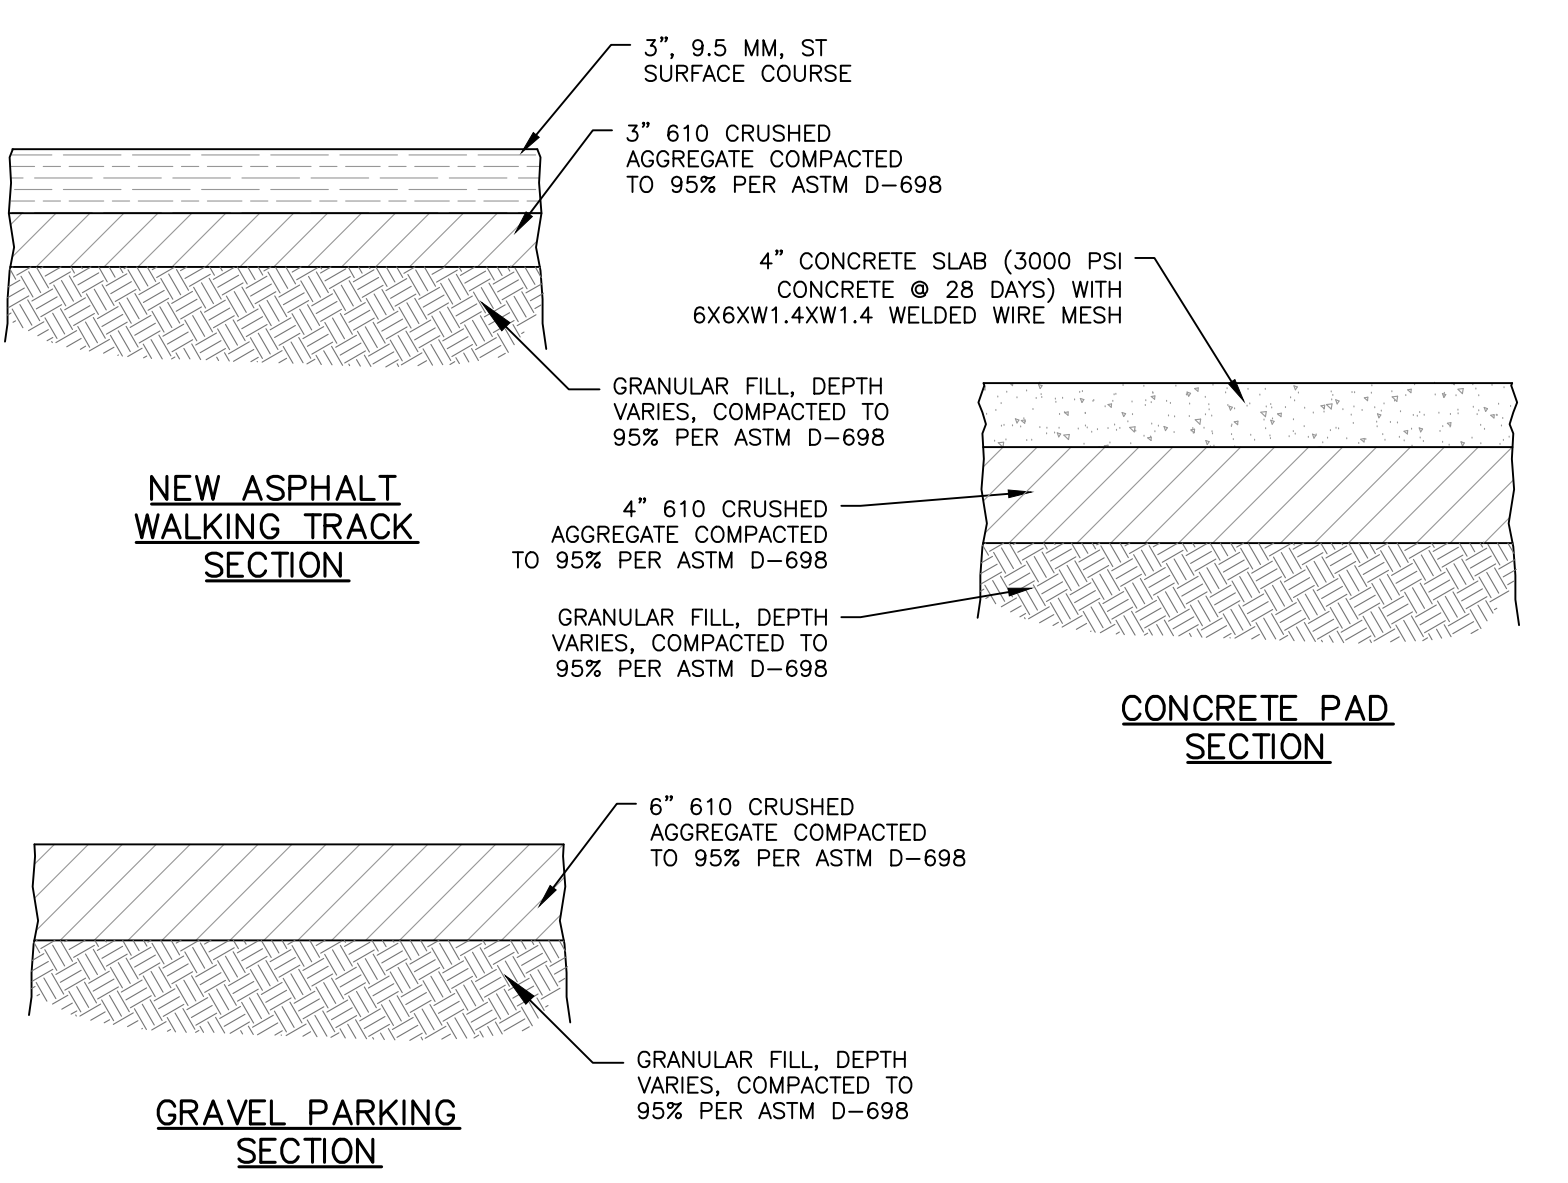 3”, 9.5 MM, ST
SURFACE COURSE
3” 610 CRUSHED
AGGREGATE COMPACTED
TO 95% PER ASTM D-698
GRANULAR FILL, DEPTH
VARIES, COMPACTED TO
95% PER ASTM D-698
NEW ASPHALT
WALKING TRACK
SECTION
4” CONCRETE SLAB (3000 PSI
CONCRETE @ 28 DAYS) WITH
6X6XW1.4XW1.4 WELDED WIRE MESH
4” 610 CRUSHED
AGGREGATE COMPACTED
TO 95% PER ASTM D-698
GRANULAR FILL, DEPTH
VARIES, COMPACTED TO
95% PER ASTM D-698
CONCRETE PAD
SECTION
6” 610 CRUSHED
AGGREGATE COMPACTED
TO 95% PER ASTM D-698
GRANULAR FILL, DEPTH
VARIES, COMPACTED TO
95% PER ASTM D-698
GRAVEL PARKING
SECTION